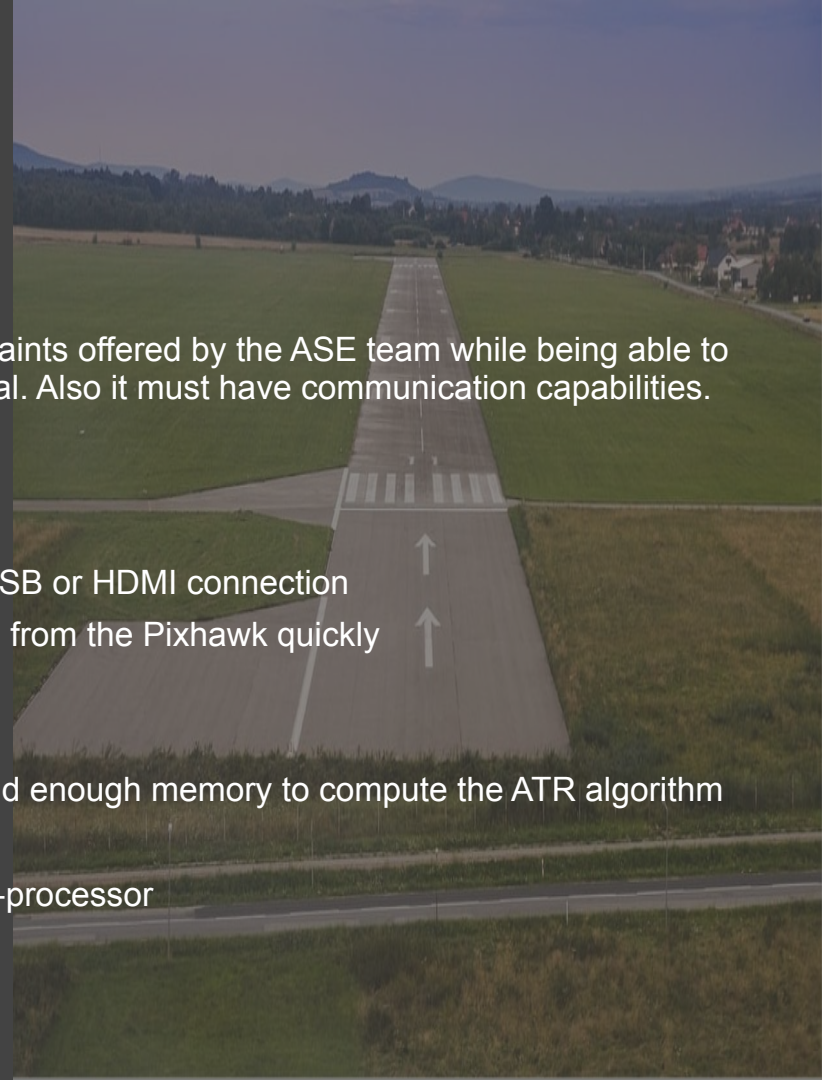 aints offered by the ASE team while being able to
al. Also it must have communication capabilities.
SB or HDMI connection
from the Pixhawk quickly
d enough memory to compute the ATR algorithm
-processor